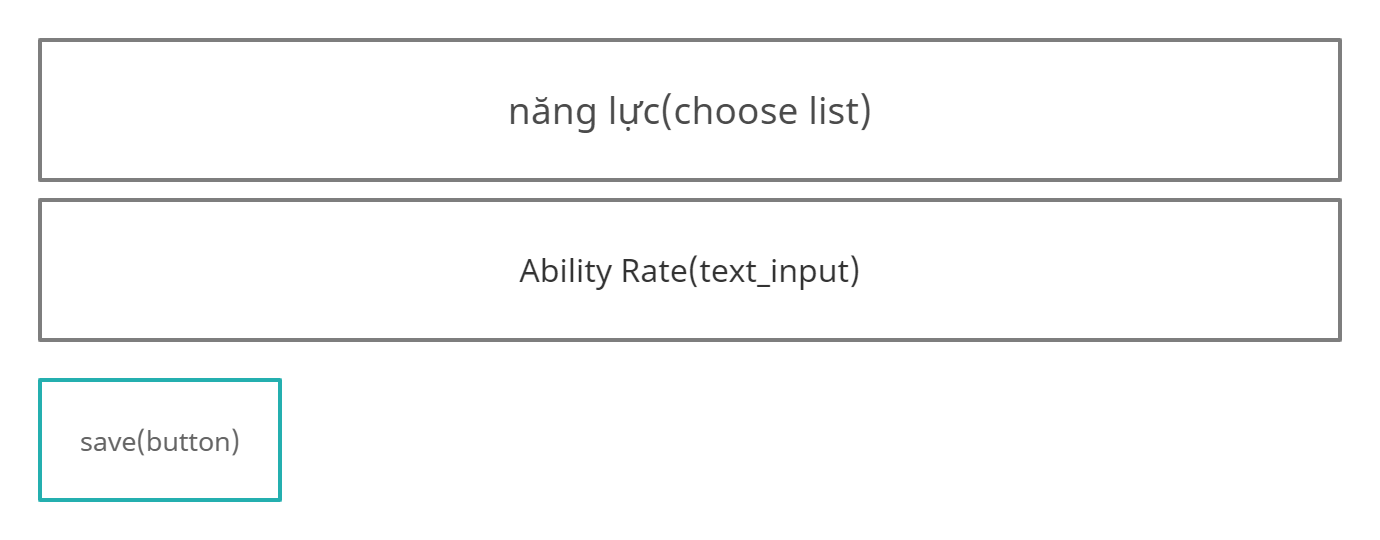 năng lực(choose list)
Ability Rate(text_input)
save(button)